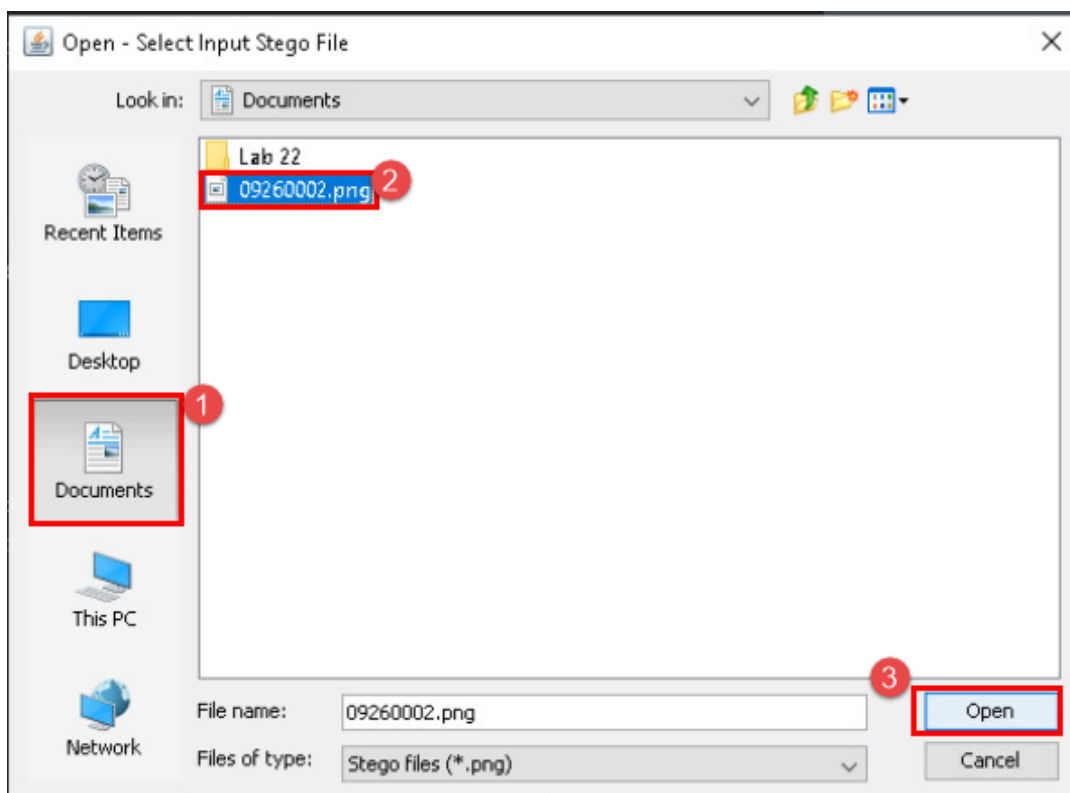 Open - Select Input Stego File
Look in: Documents
Lab 22
09260002.png 2
Recent Items
Desktop
1
Documents
This PC
Network
3
File name: 09260002.png Open
Files of type: Stego files (*.png) Cancel